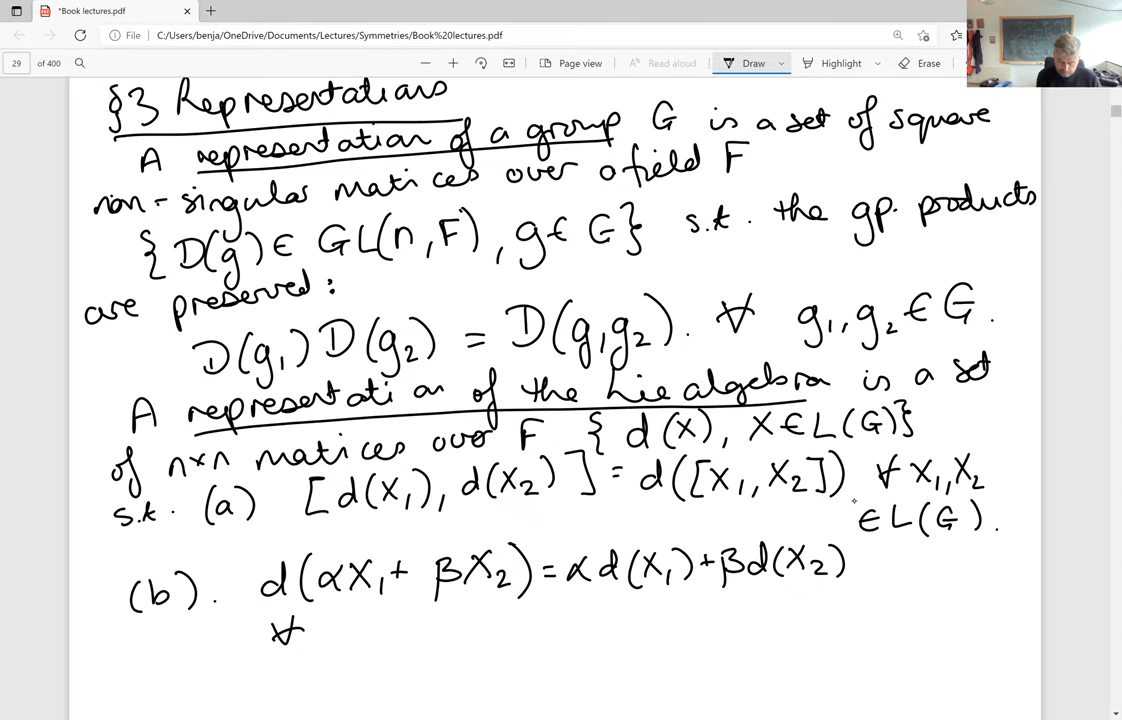 *Book lectures.pdf
File
C:/Users/benja/OneDrive/Documents/Lectures/Symmetries/Book%20lectures.pdf
29 of 400
Page view
Read aloud
Draw
Highlight
Erase
§3 Representations
A representation of a group G is a set of square
non-singular matices over a field F
{D(g) ∈ GL(n,F), g ∈ G} s.t. the gp. products
are preserved:
D(g₁)D(g₂) = D(g₁g₂). ∀ g₁,g₂ ∈ G.
A representation of the Lie algebra is a set
of n×n matices over F {d(X), X ∈ L(G)}
s.t. (a) [d(X₁), d(X₂)] = d([X₁,X₂]) ∀ X₁,X₂
∈ L(G).
(b). d(αX₁+ βX₂) = αd(X₁)+βd(X₂)
∀